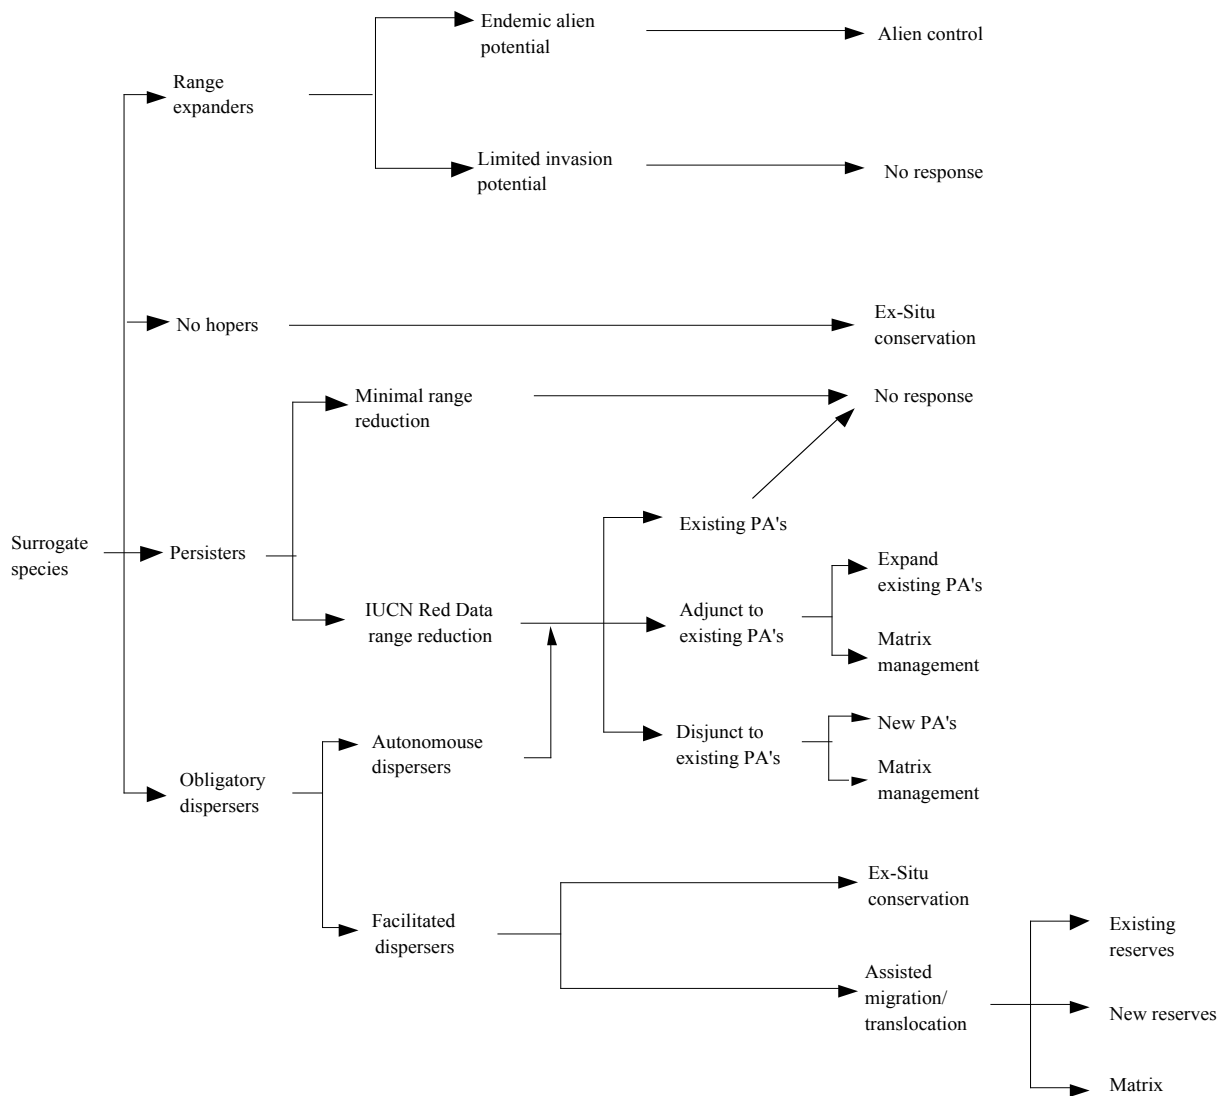 Endemic alien
potential
Alien control
Range
expanders
Limited invasion
potential
No response
No hopers
Ex-Situ
conservation
Minimal range
reduction
No response
Existing PA's
Surrogate
species
Persisters
Expand
existing PA's
IUCN Red Data
range reduction
Adjunct to
existing PA's
Matrix
management
Autonomouse
dispersers
Disjunct to
existing PA's
New PA's
Matrix
management
Obligatory
dispersers
Ex-Situ
conservation
Facilitated
dispersers
Existing
reserves
Assisted
migration/
translocation
New reserves
Matrix